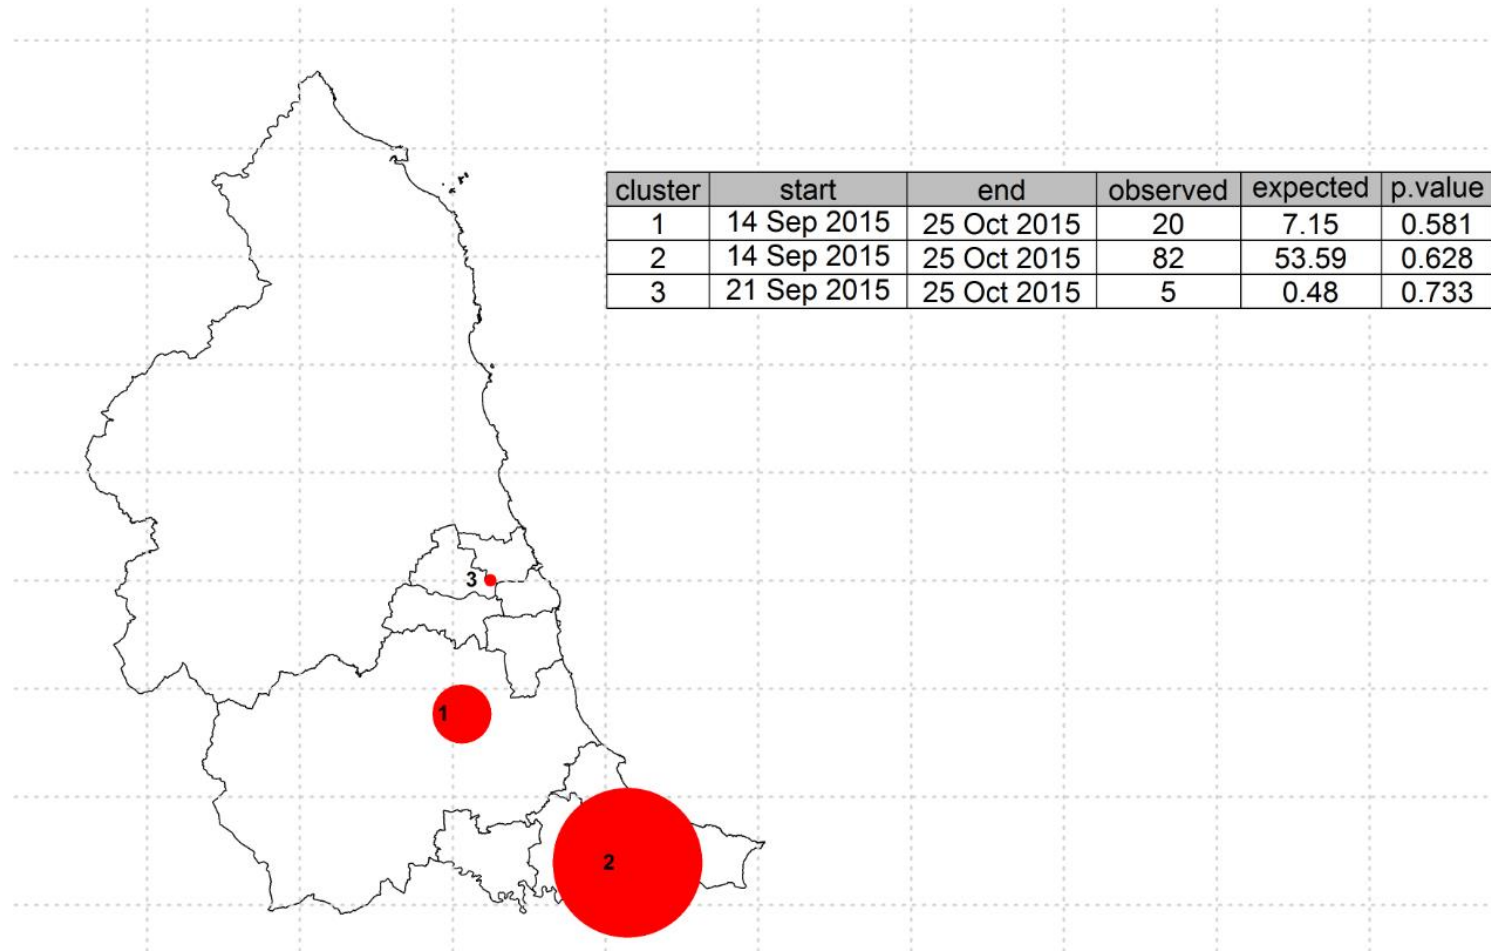 cluster start end observed expected p.value
1 14 Sep 2015 25 Oct 2015 20 7.15 0.581
2 14 Sep 2015 25 Oct 2015 82 53.59 0.628
3 21 Sep 2015 25 Oct 2015 5 0.48 0.733
3
1
2